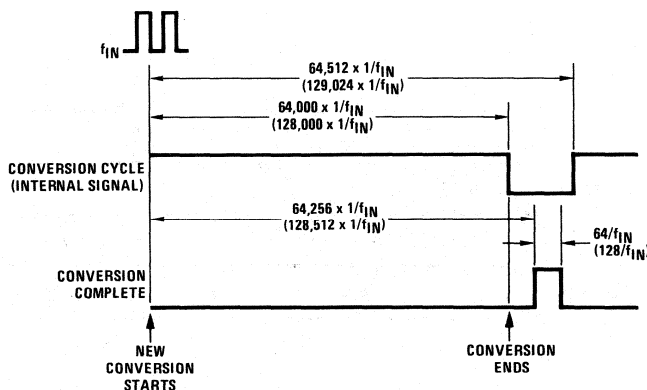 fIN
64,512 x 1/fIN
(129,024 x 1/fIN)
64,000 x 1/fIN
(128,000 x 1/fIN)
CONVERSION CYCLE
(INTERNAL SIGNAL)
64,256 x 1/fIN
(128,512 x 1/fIN)
64/fIN
(128/fIN)
CONVERSION
COMPLETE
NEW
CONVERSION
STARTS
CONVERSION
ENDS